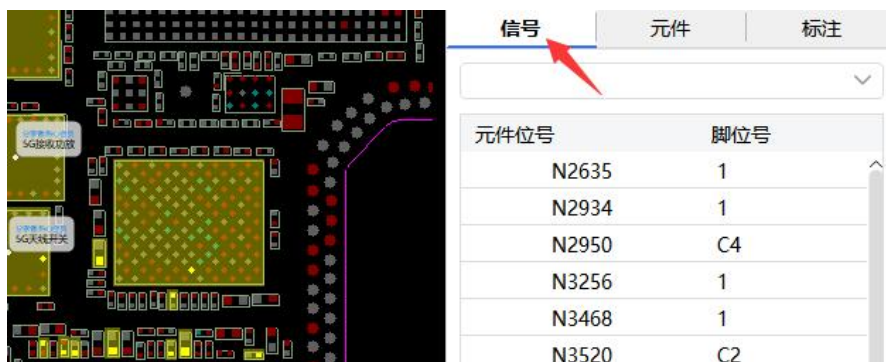 信号 元件 标注
元件位号 脚位号
N2635 1
N2934 1
N2950 C4
N3256 1
N3468 1
N3520 C2
5G接收功放
5G天线开关